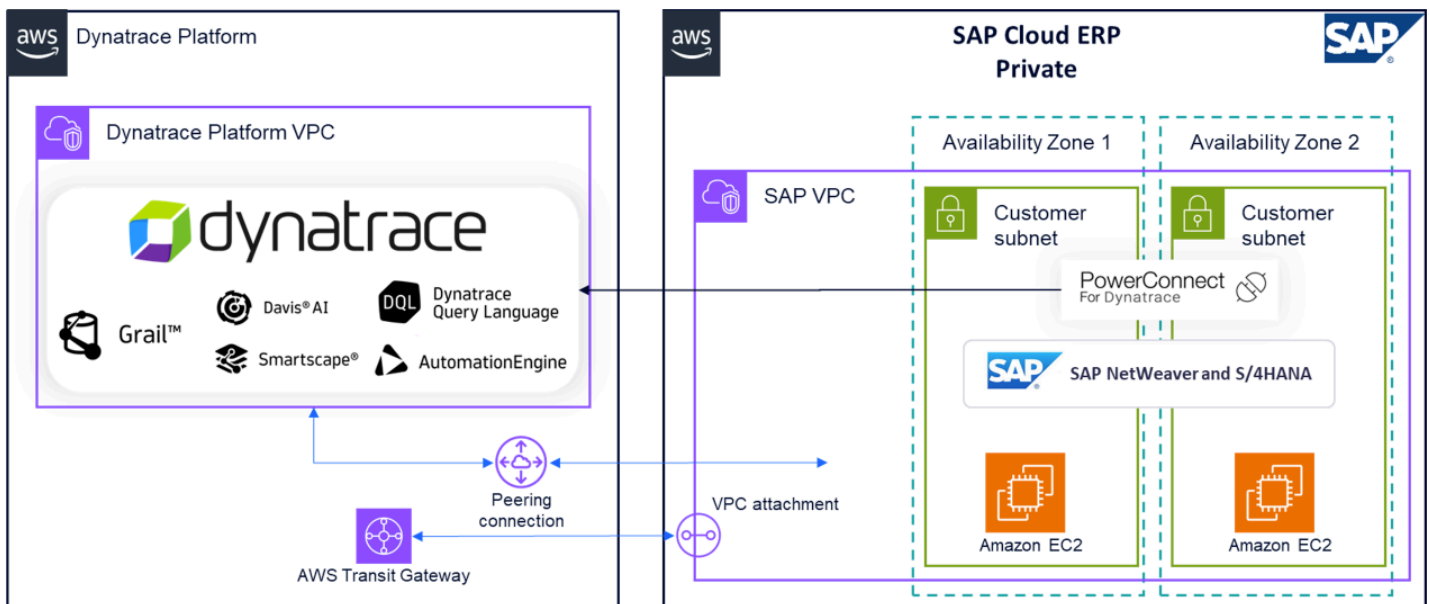 aws
Dynatrace Platform
Dynatrace Platform VPC
dynatrace
Grail™
Davis® AI
DQL
Dynatrace
Query Language
Smartscape®
AutomationEngine
Peering
connection
AWS Transit Gateway
aws
SAP Cloud ERP
Private
SAP
®
Availability Zone 1
Availability Zone 2
SAP VPC
Customer
subnet
Customer
subnet
PowerConnect
For Dynatrace
SAP
SAP NetWeaver and S/4HANA
VPC attachment
Amazon EC2
Amazon EC2